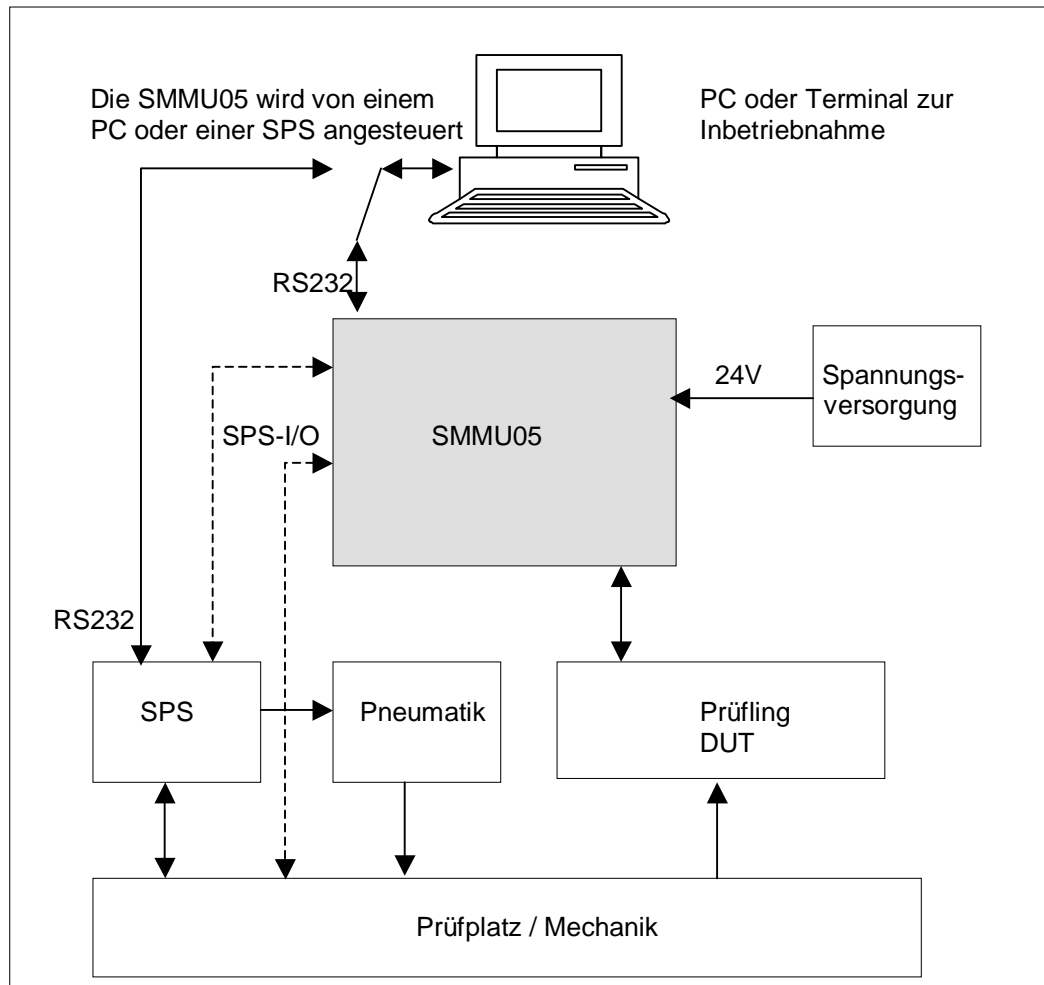 Die SMMU05 wird von einem
PC oder einer SPS angesteuert
PC oder Terminal zur
Inbetriebnahme
RS232
24V
Spannungs-
versorgung
SPS-I/O
SMMU05
RS232
SPS
Pneumatik
Prüfling
DUT
Prüfplatz / Mechanik